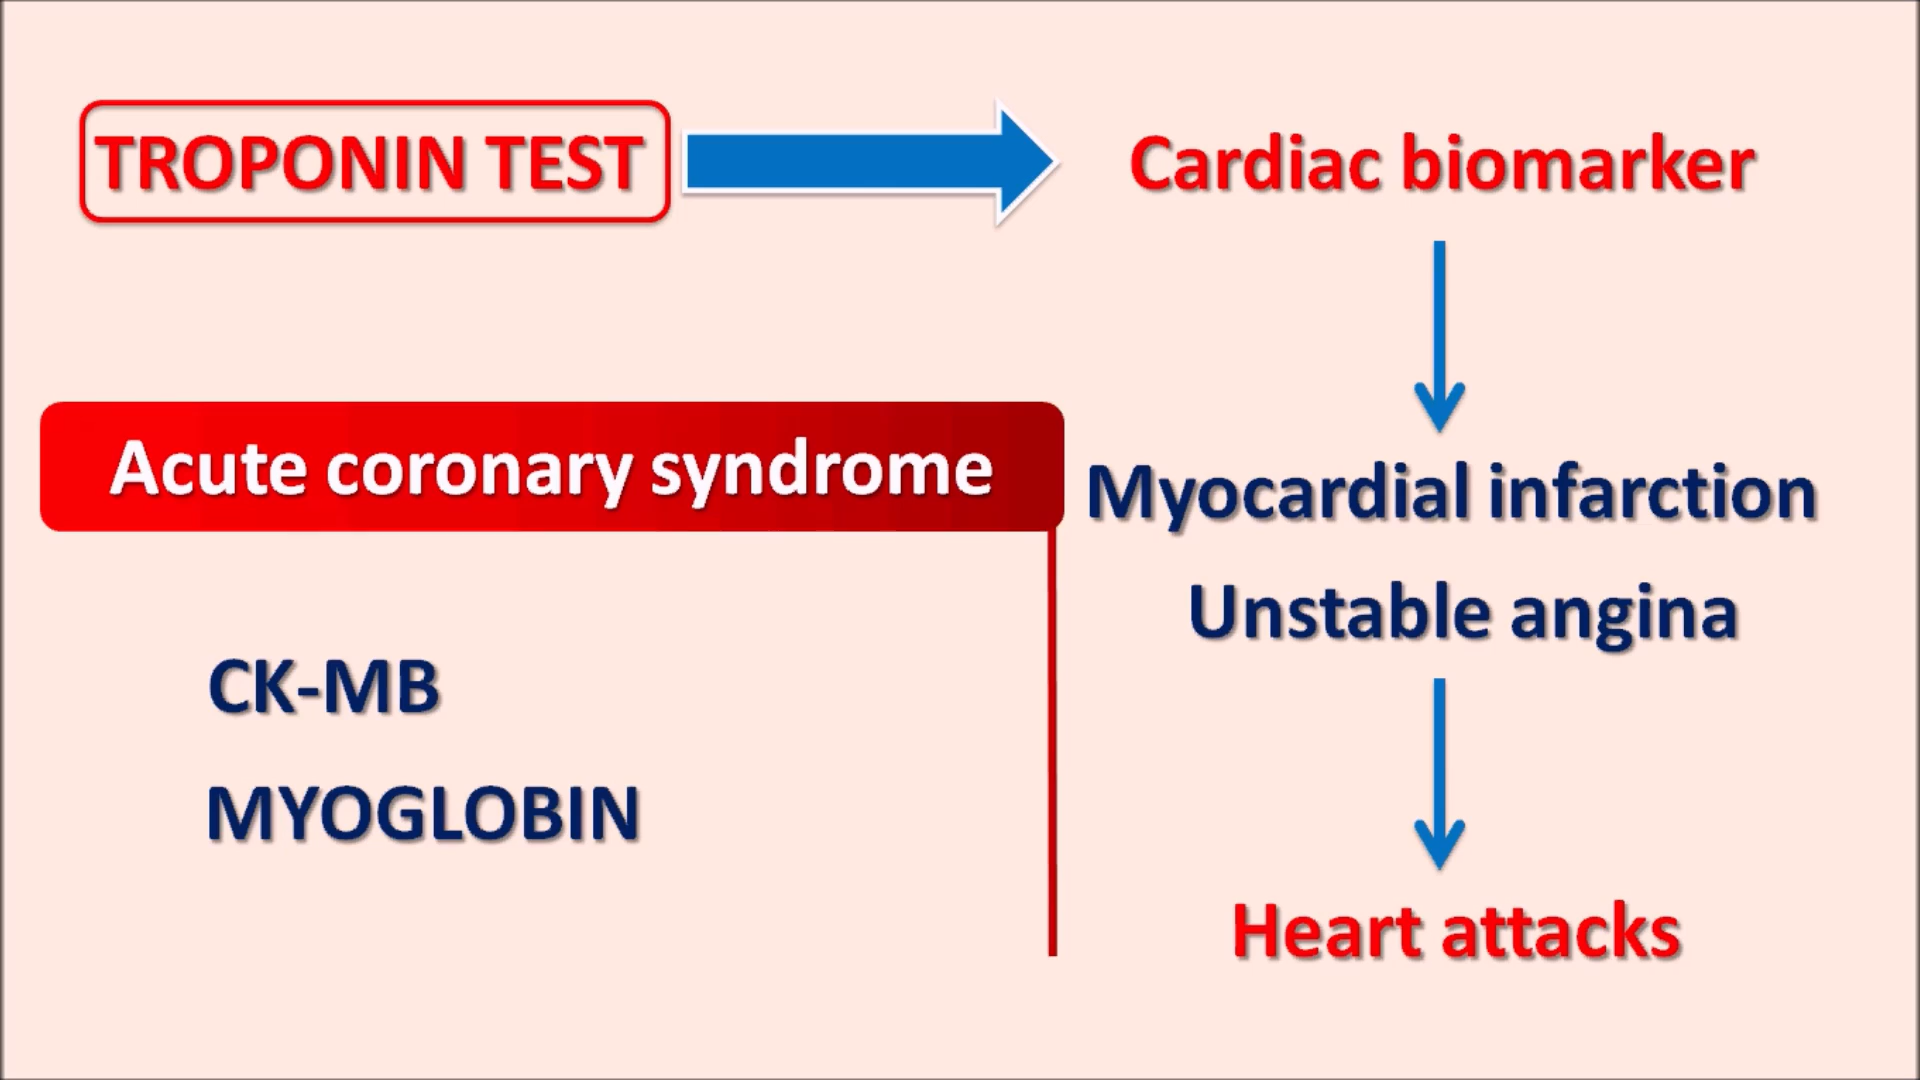 TROPONIN TEST
Cardiac biomarker
Acute coronary syndrome
Myocardial infarction
Unstable angina
CK-MB
MYOGLOBIN
Heart attacks